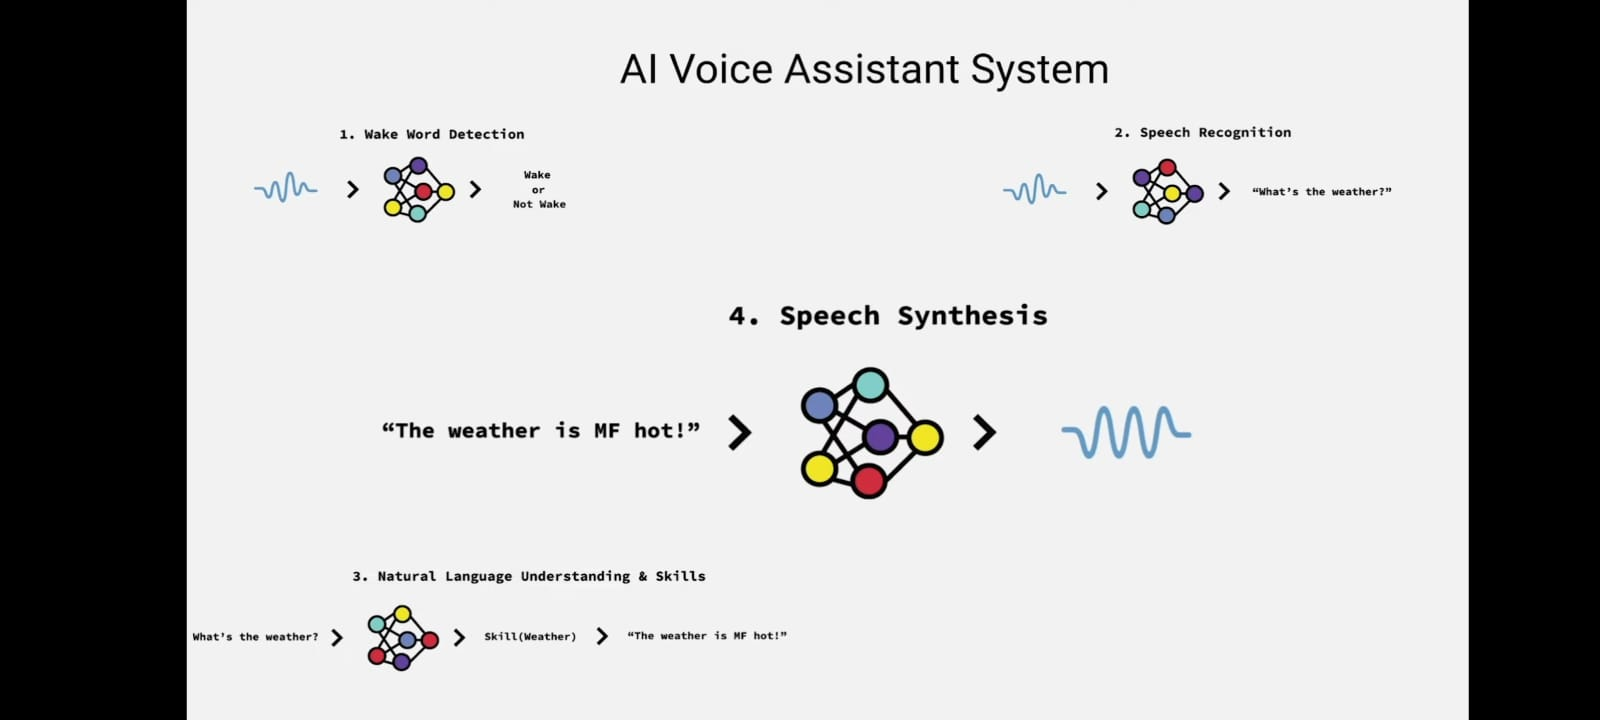 AI Voice Assistant System
1. Wake Word Detection
Wake
or
Not Wake
2. Speech Recognition
“What’s the weather?”
4. Speech Synthesis
“The weather is MF hot!”
3. Natural Language Understanding & Skills
What’s the weather?
Skill(Weather)
“The weather is MF hot!”